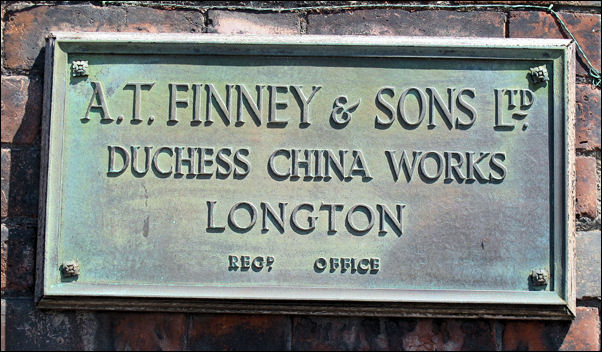 A.T. FINNEY & SONS LTD.
DUCHESS CHINA WORKS
LONGTON
REGD. OFFICE